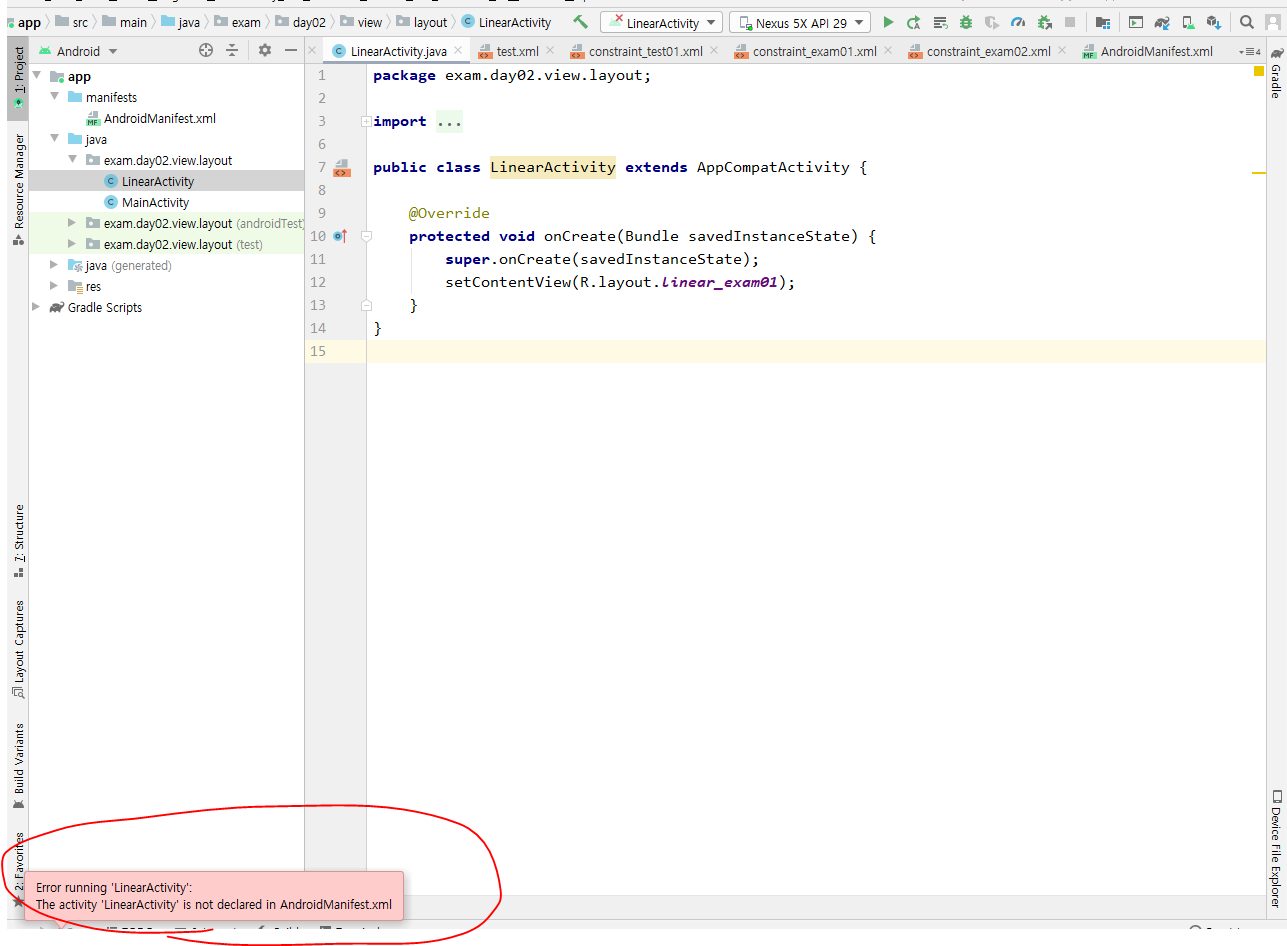 app src main java exam day02 view layout LinearActivity LinearActivity Nexus 5X API 29
Android
LinearActivity.java test.xml constraint_test01.xml constraint_exam01.xml constraint_exam02.xml AndroidManifest.xml 4
1: Project
Resource Manager
7: Structure
Layout Captures
Build Variants
2: Favorites
app
manifests
AndroidManifest.xml
java
exam.day02.view.layout
LinearActivity
MainActivity
exam.day02.view.layout (androidTest)
exam.day02.view.layout (test)
java (generated)
res
Gradle Scripts
1 package exam.day02.view.layout;
2
3 import ...
6
7 public class LinearActivity extends AppCompatActivity {
8
9 @Override
10 protected void onCreate(Bundle savedInstanceState) {
11 super.onCreate(savedInstanceState);
12 setContentView(R.layout.linear_exam01);
13 }
14 }
15
Gradle
Device File Explorer
Error running 'LinearActivity':
The activity 'LinearActivity' is not declared in AndroidManifest.xml